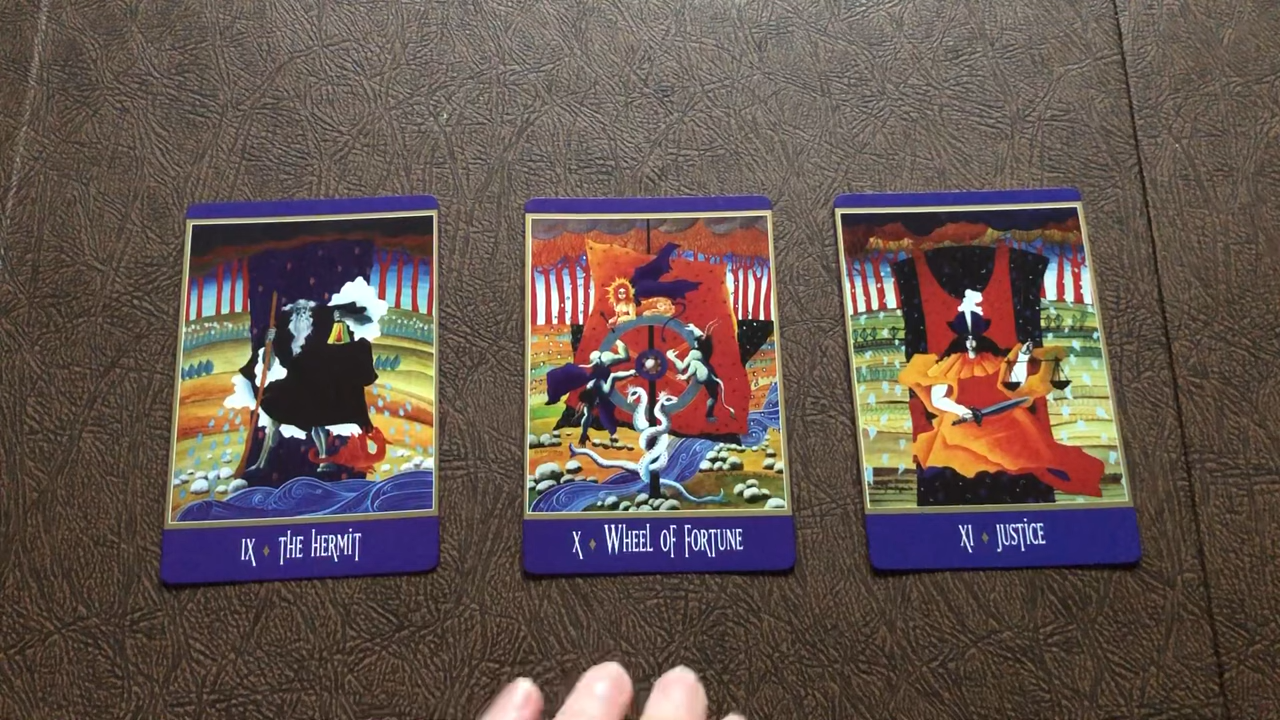 IX ♦ THE HERMIT
X ♦ WHEEL OF FORTUNE
XI ♦ JUSTICE